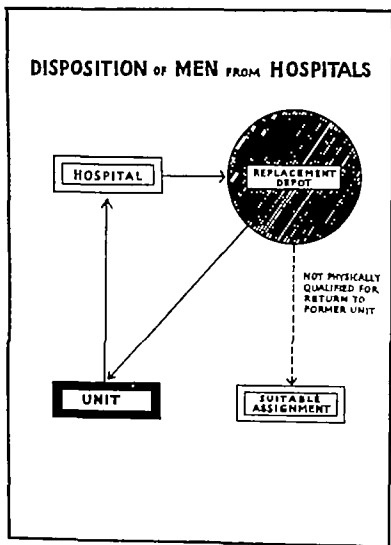 DISPOSITION OF MEN FROM HOSPITALS
HOSPITAL
REPLACEMENT
DEPOT
NOT PHYSICALLY
QUALIFIED FOR
RETURN TO
FORMER UNIT
UNIT
SUITABLE
ASSIGNMENT